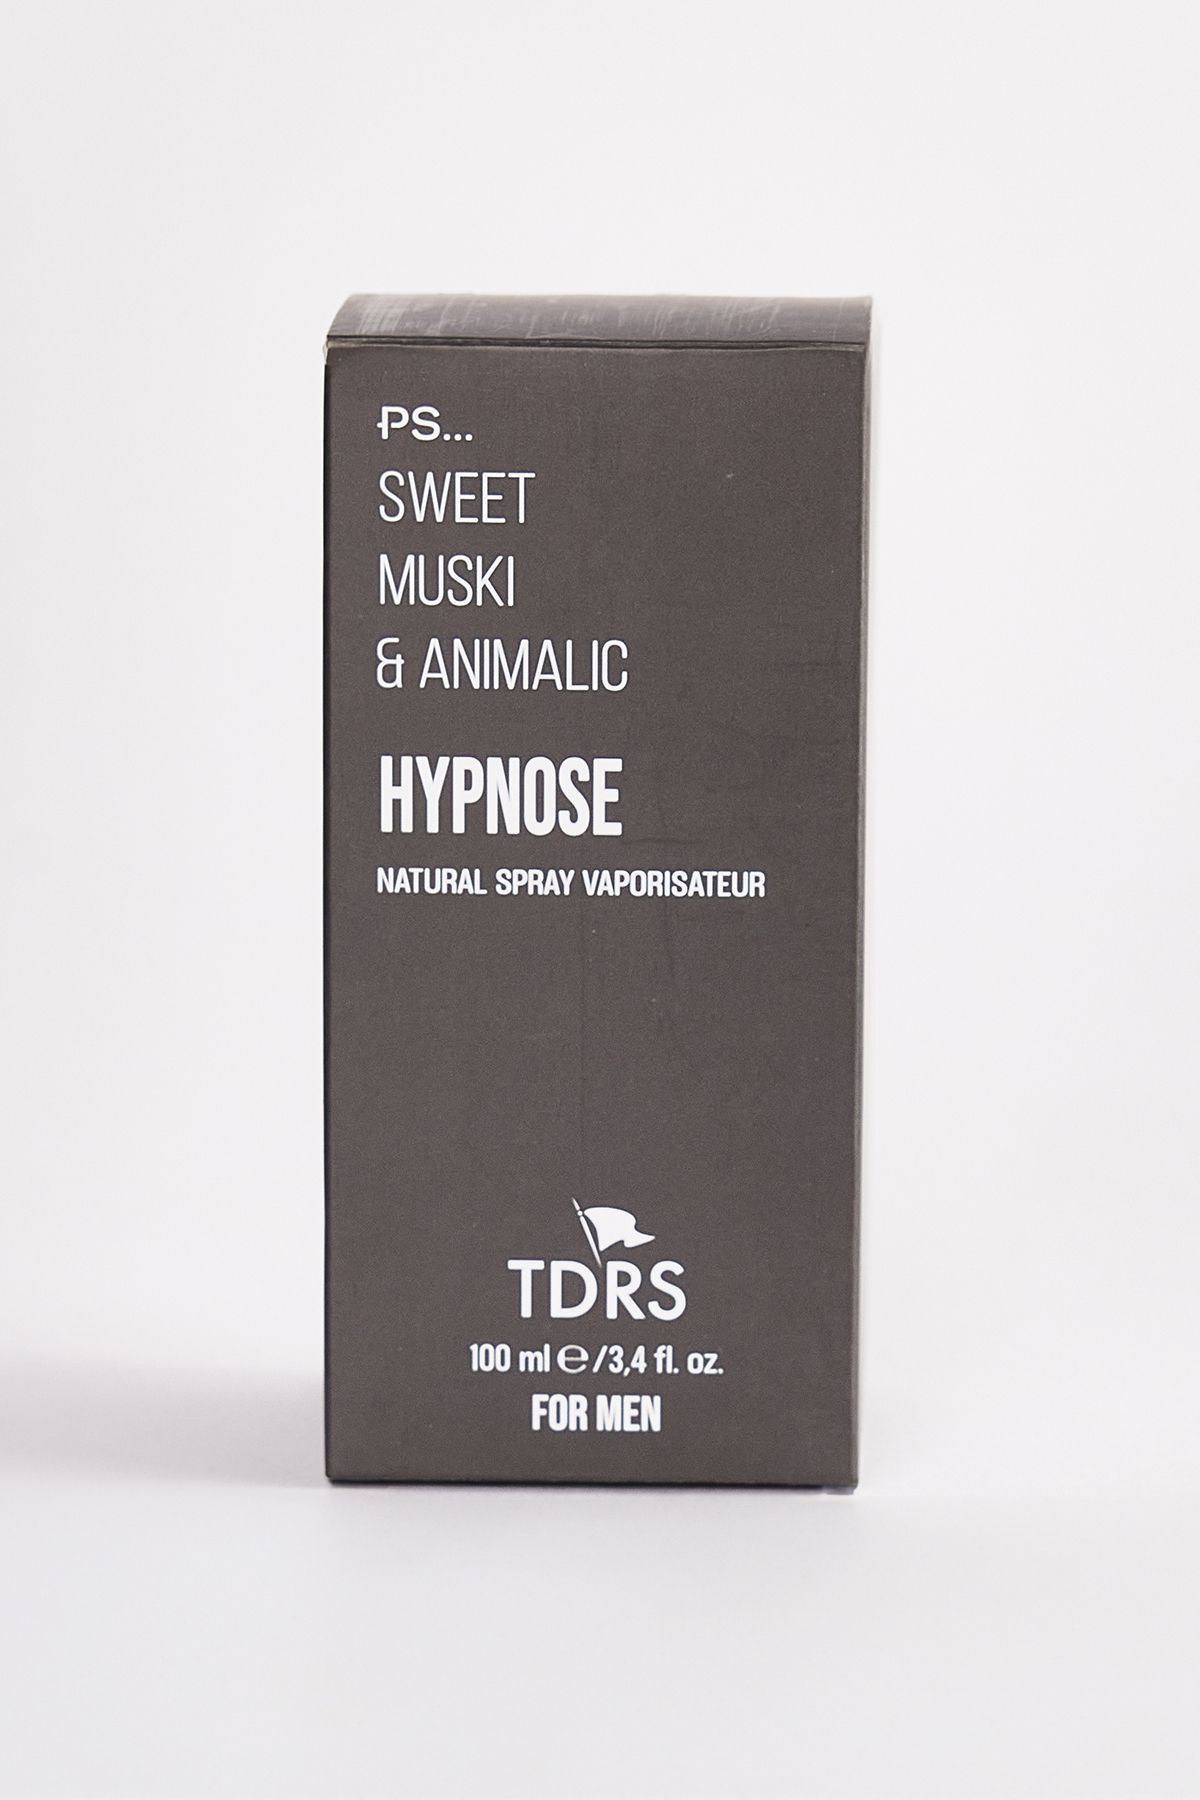 PS...
SWEET
MUSKI
& ANIMALIC
HYPNOSE
NATURAL SPRAY VAPORISATEUR
TDRS
100 ml ℮/3,4 fl. oz.
FOR MEN